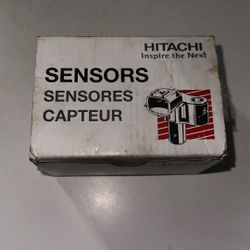 HITACHI
Inspire the Next
SENSORS
SENSORES
CAPTEUR